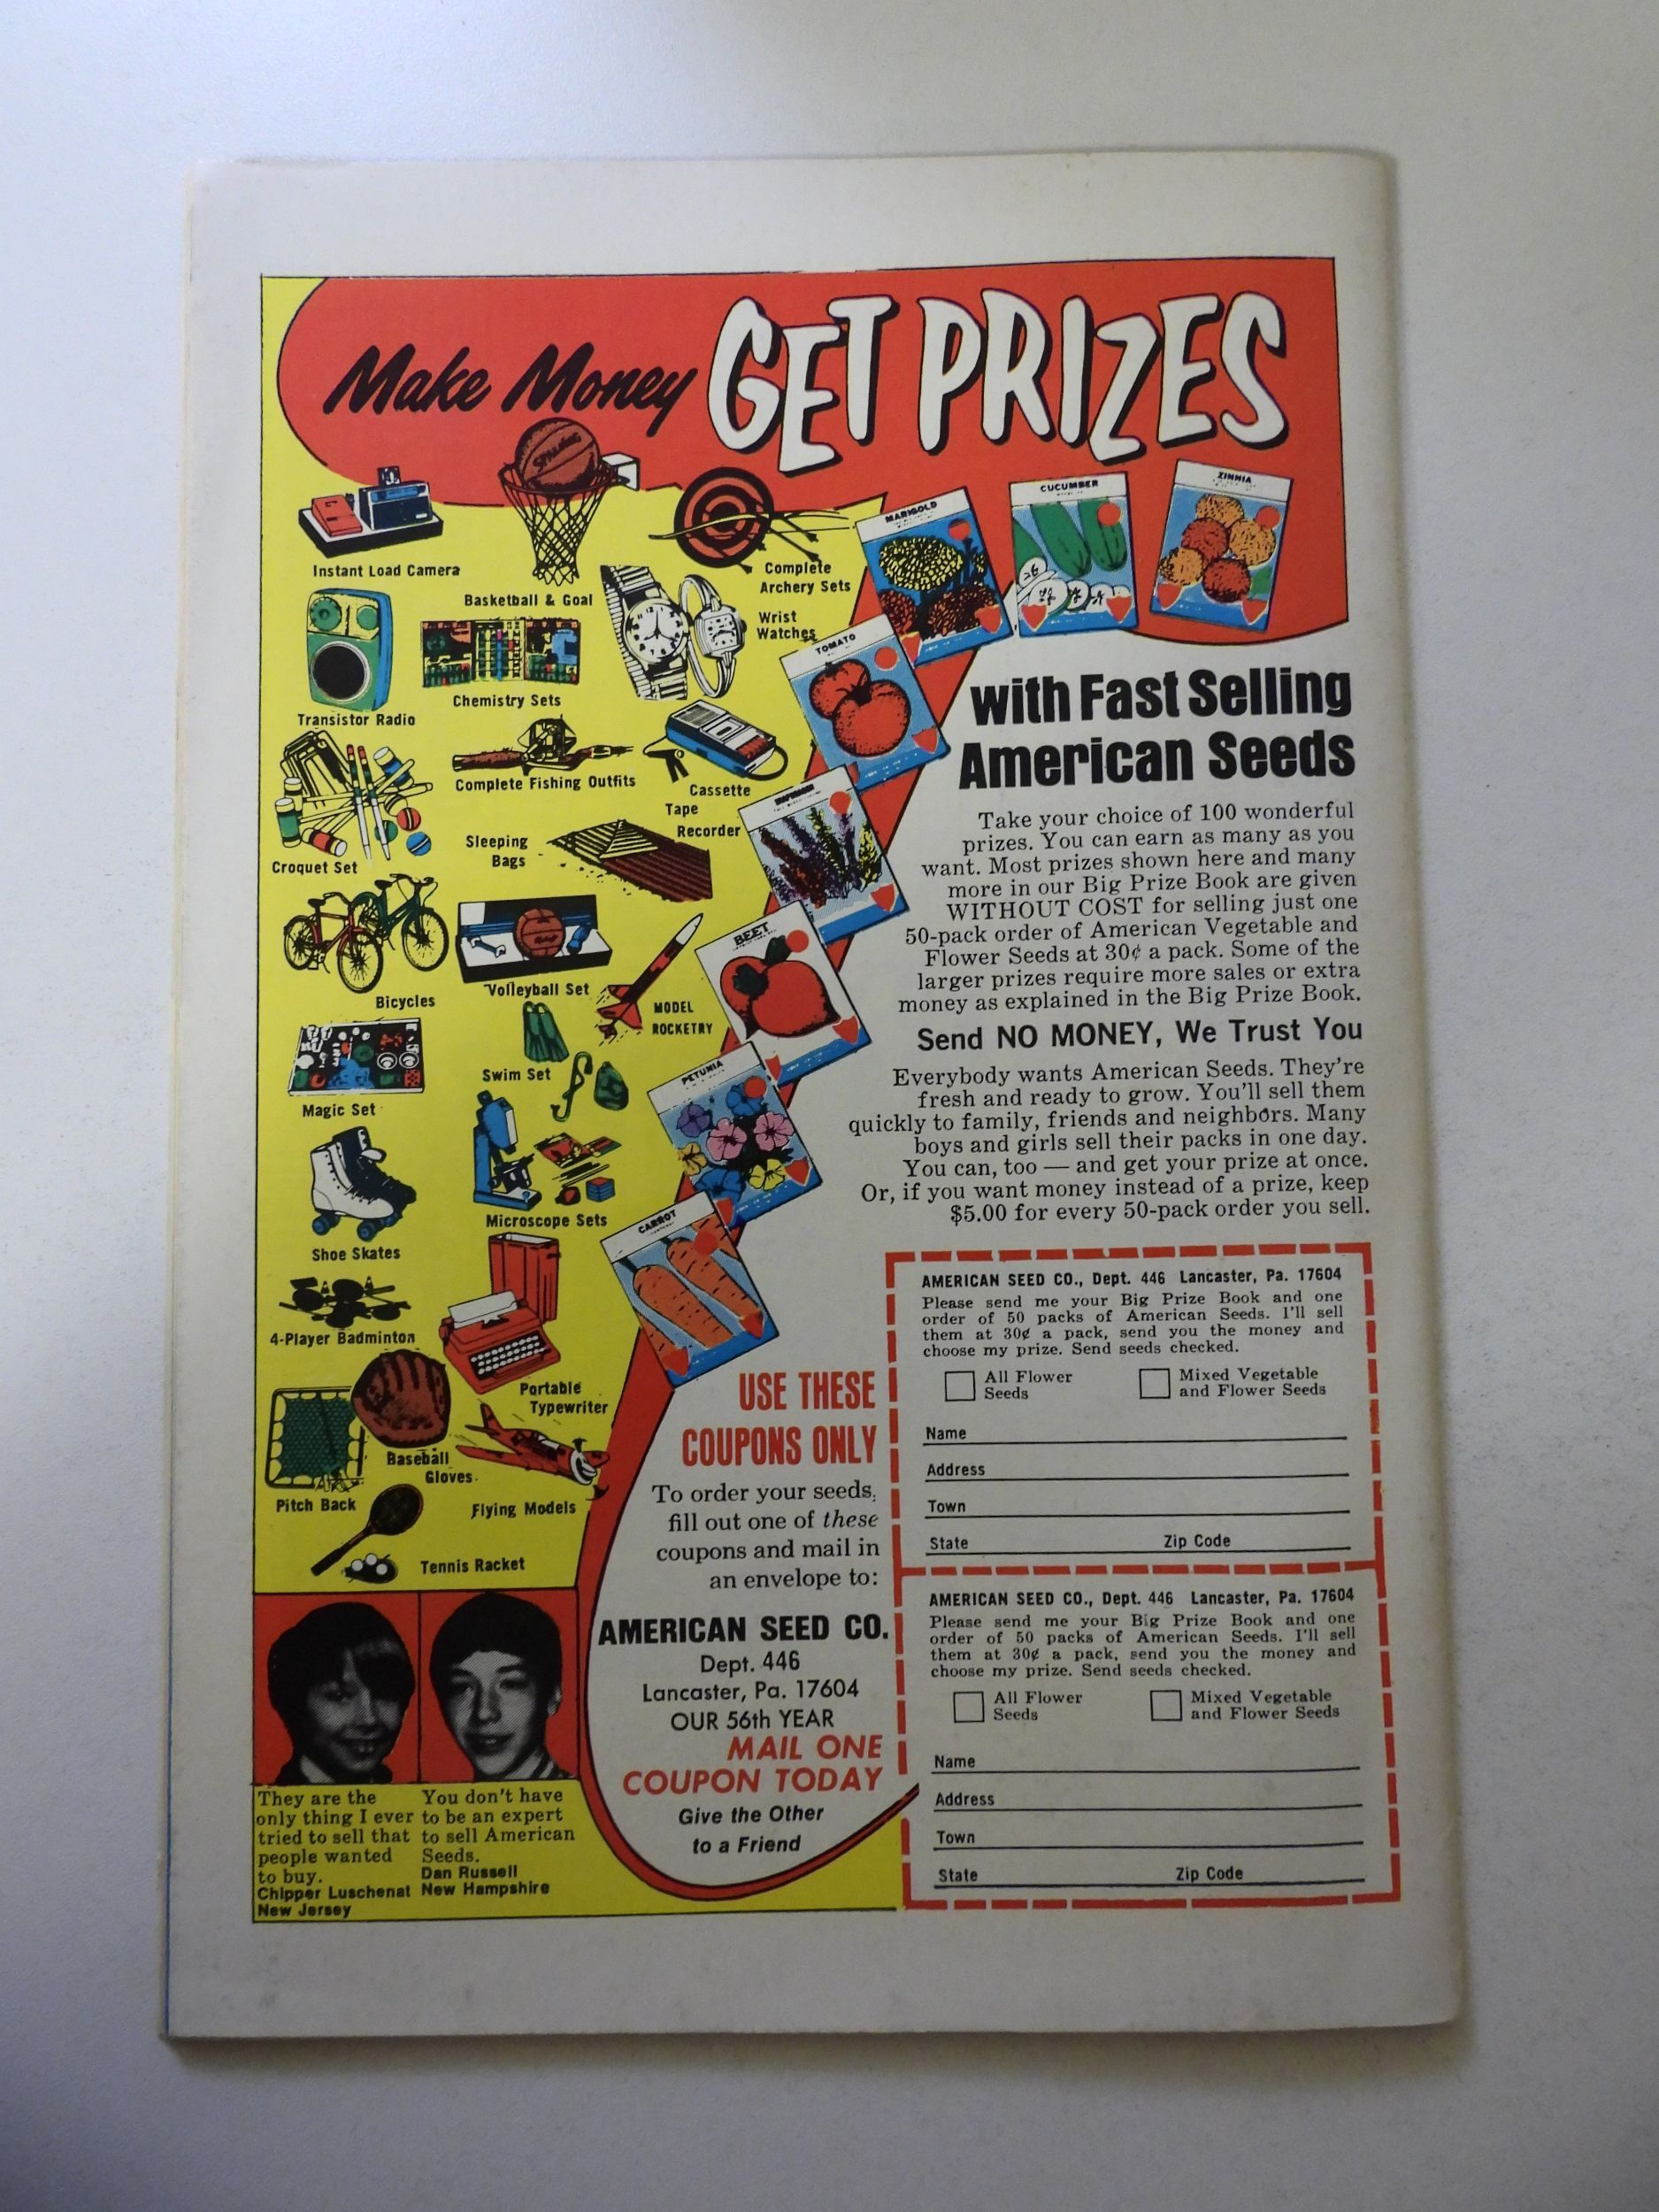 Make Money GET PRIZES
SPALDING
Instant Load Camera
Basketball & Goal
Complete
Archery Sets
Wrist
Watches
Transistor Radio
Chemistry Sets
Complete Fishing Outfits
Cassette
Tape
Recorder
Croquet Set
Sleeping
Bags
Bicycles
Volleyball Set
MODEL
ROCKETRY
Magic Set
Swim Set
Shoe Skates
Microscope Sets
4-Player Badminton
Portable
Typewriter
Pitch Back
Baseball
Gloves
Flying Models
Tennis Racket
MARIGOLD
CUCUMBER
ZINNIA
TOMATO
BEET
PETUNIA
CARROT
with Fast Selling
American Seeds
Take your choice of 100 wonderful
prizes. You can earn as many as you
want. Most prizes shown here and many
more in our Big Prize Book are given
WITHOUT COST for selling just one
50-pack order of American Vegetable and
Flower Seeds at 30¢ a pack. Some of the
larger prizes require more sales or extra
money as explained in the Big Prize Book.
Send NO MONEY, We Trust You
Everybody wants American Seeds. They're
fresh and ready to grow. You'll sell them
quickly to family, friends and neighbors. Many
boys and girls sell their packs in one day.
You can, too — and get your prize at once.
Or, if you want money instead of a prize, keep
$5.00 for every 50-pack order you sell.
USE THESE
COUPONS ONLY
To order your seeds,
fill out one of these
coupons and mail in
an envelope to:
AMERICAN SEED CO.
Dept. 446
Lancaster, Pa. 17604
OUR 56th YEAR
MAIL ONE
COUPON TODAY
Give the Other
to a Friend
AMERICAN SEED CO., Dept. 446 Lancaster, Pa. 17604
Please send me your Big Prize Book and one
order of 50 packs of American Seeds. I'll sell
them at 30¢ a pack, send you the money and
choose my prize. Send seeds checked.
All Flower
Seeds
Mixed Vegetable
and Flower Seeds
Name
Address
Town
State Zip Code
AMERICAN SEED CO., Dept. 446 Lancaster, Pa. 17604
Please send me your Big Prize Book and one
order of 50 packs of American Seeds. I'll sell
them at 30¢ a pack, send you the money and
choose my prize. Send seeds checked.
All Flower
Seeds
Mixed Vegetable
and Flower Seeds
Name
Address
Town
State Zip Code
They are the
only thing I ever
tried to sell that
people wanted
to buy.
Chipper Luschenat
New Jersey
You don't have
to be an expert
to sell American
Seeds.
Dan Russell
New Hampshire